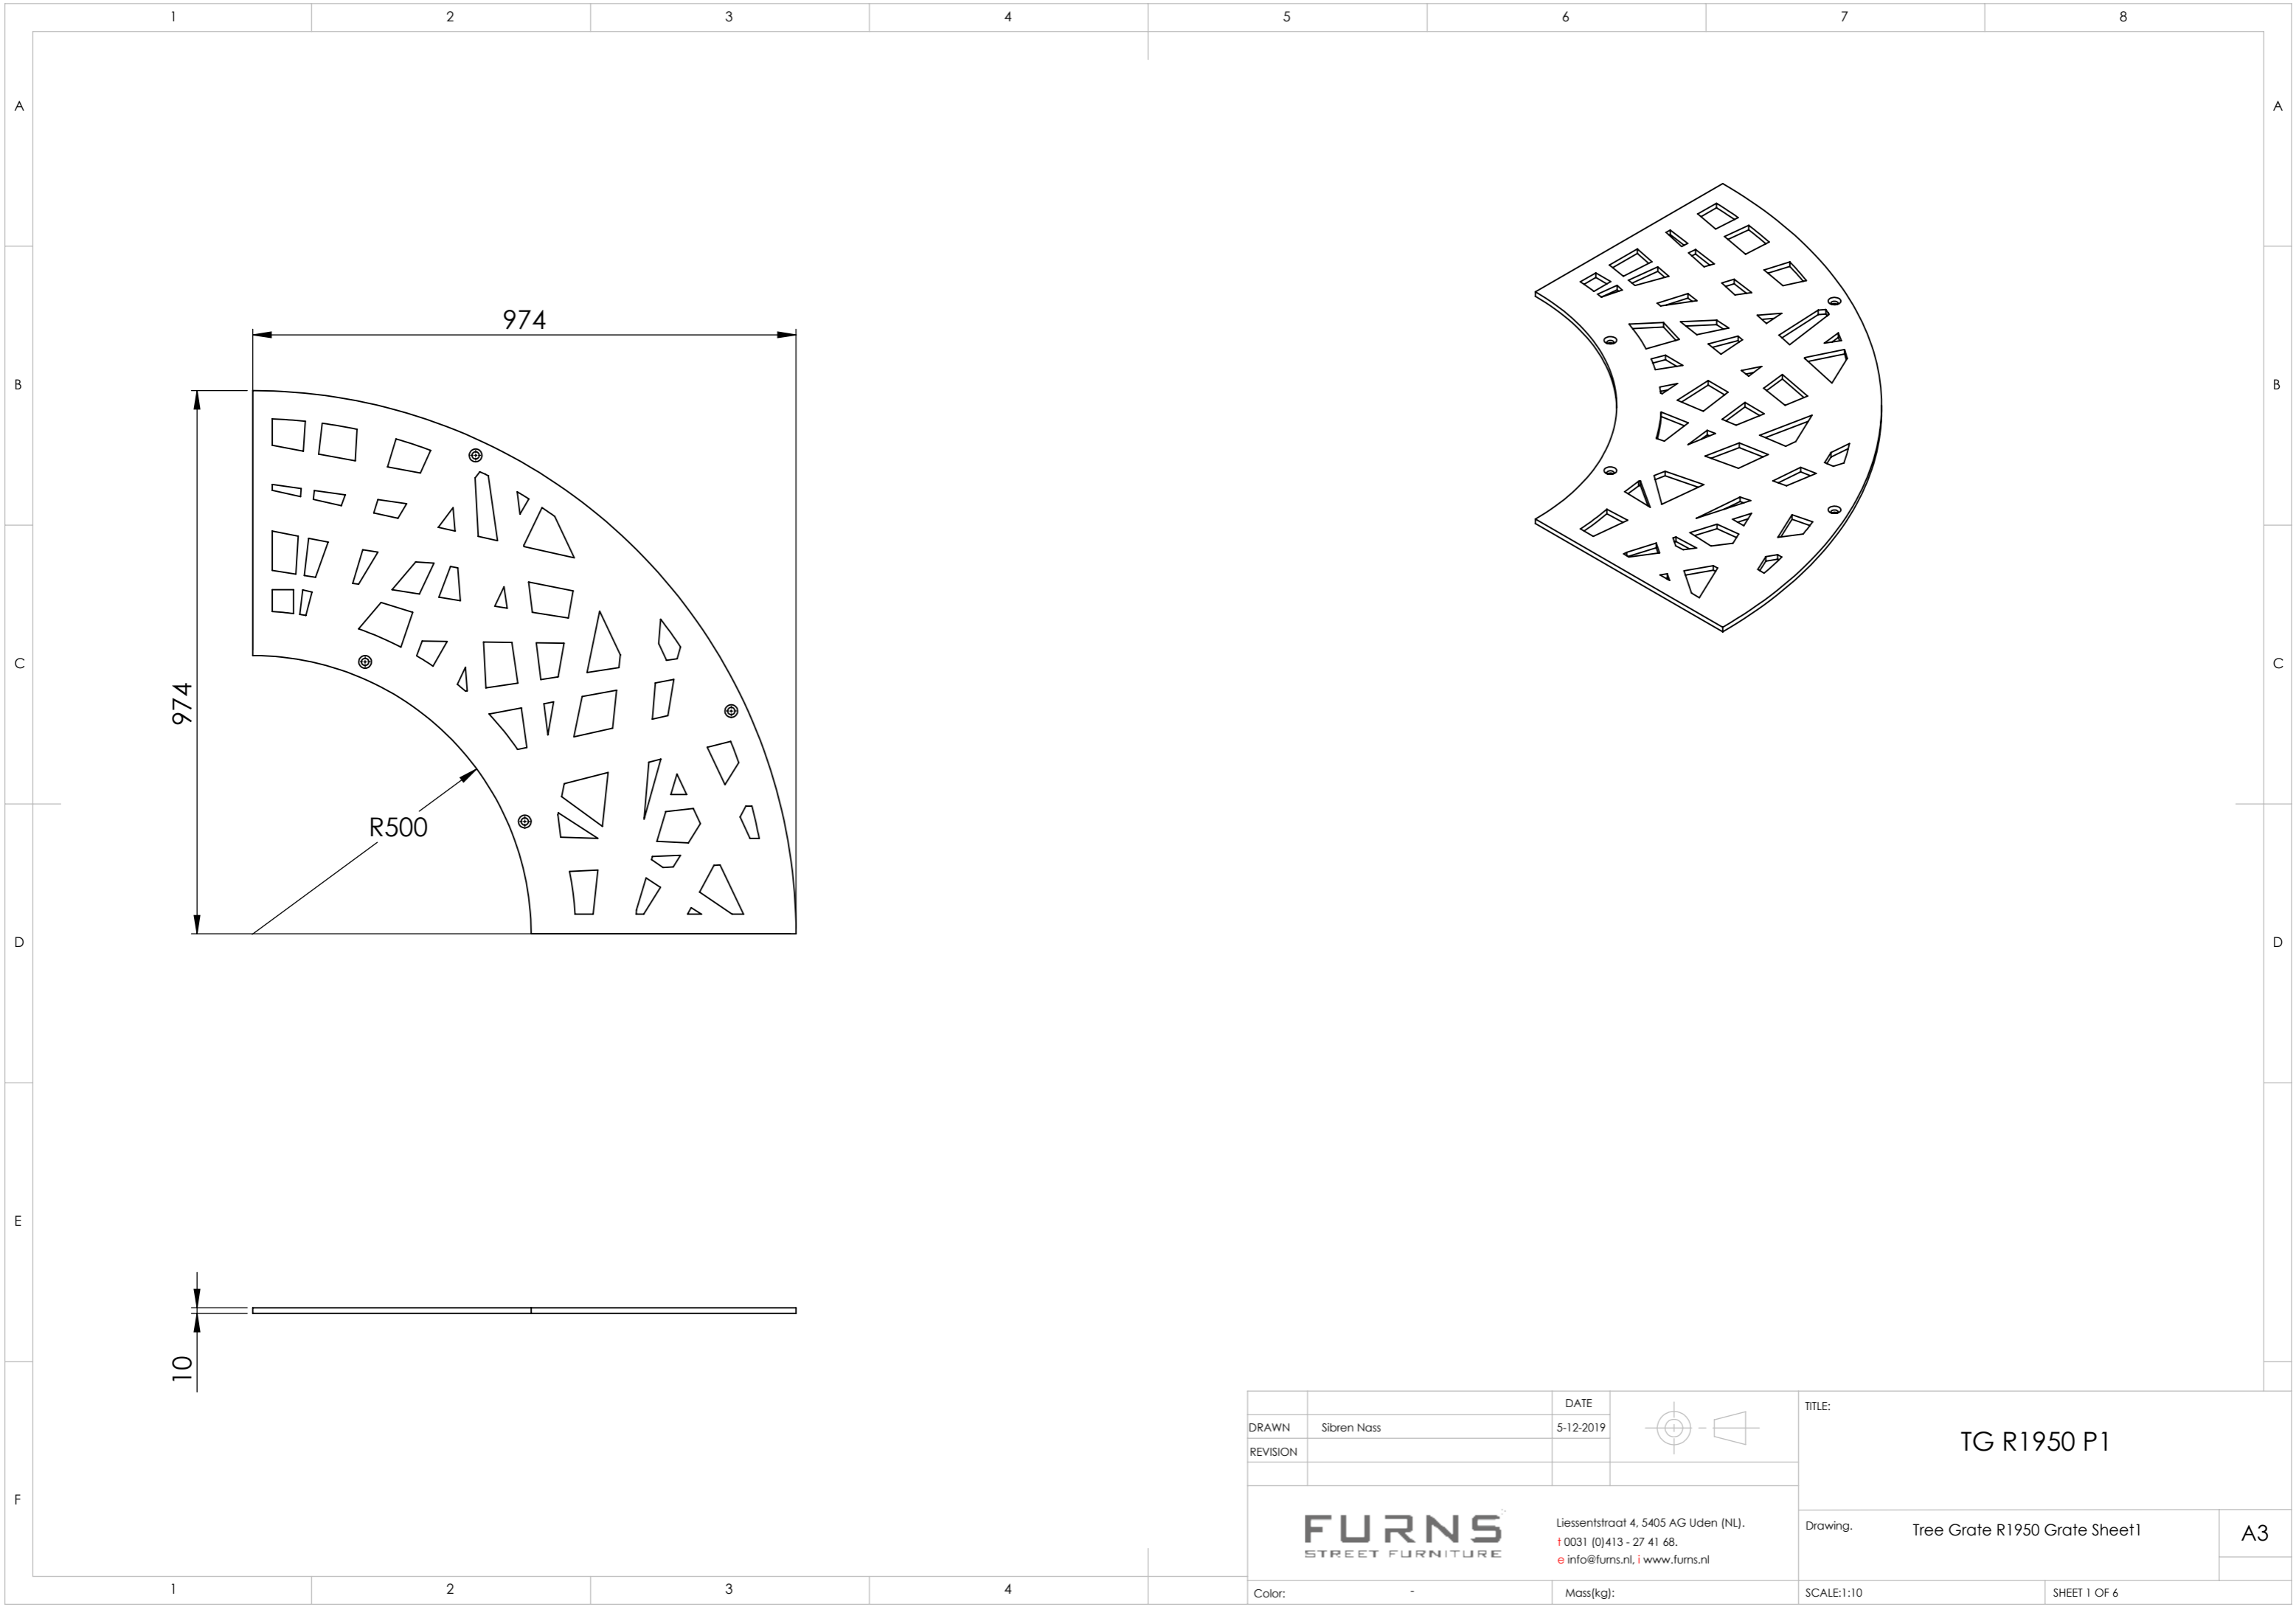 1 2 3 4 5 6 7 8
A A
974
B B
C C
974
R500
D D
E
10
F
DATE
DRAWN Sibren Nass 5-12-2019
REVISION
TITLE:
TG R1950 P1
FURNS
STREET FURNITURE
Liessentstraat 4, 5405 AG Uden (NL).
t 0031 (0)413 - 27 41 68.
e info@furns.nl, i www.furns.nl
Drawing. Tree Grate R1950 Grate Sheet1
A3
Color: -
Mass(kg):
SCALE:1:10
SHEET 1 OF 6
1 2 3 4